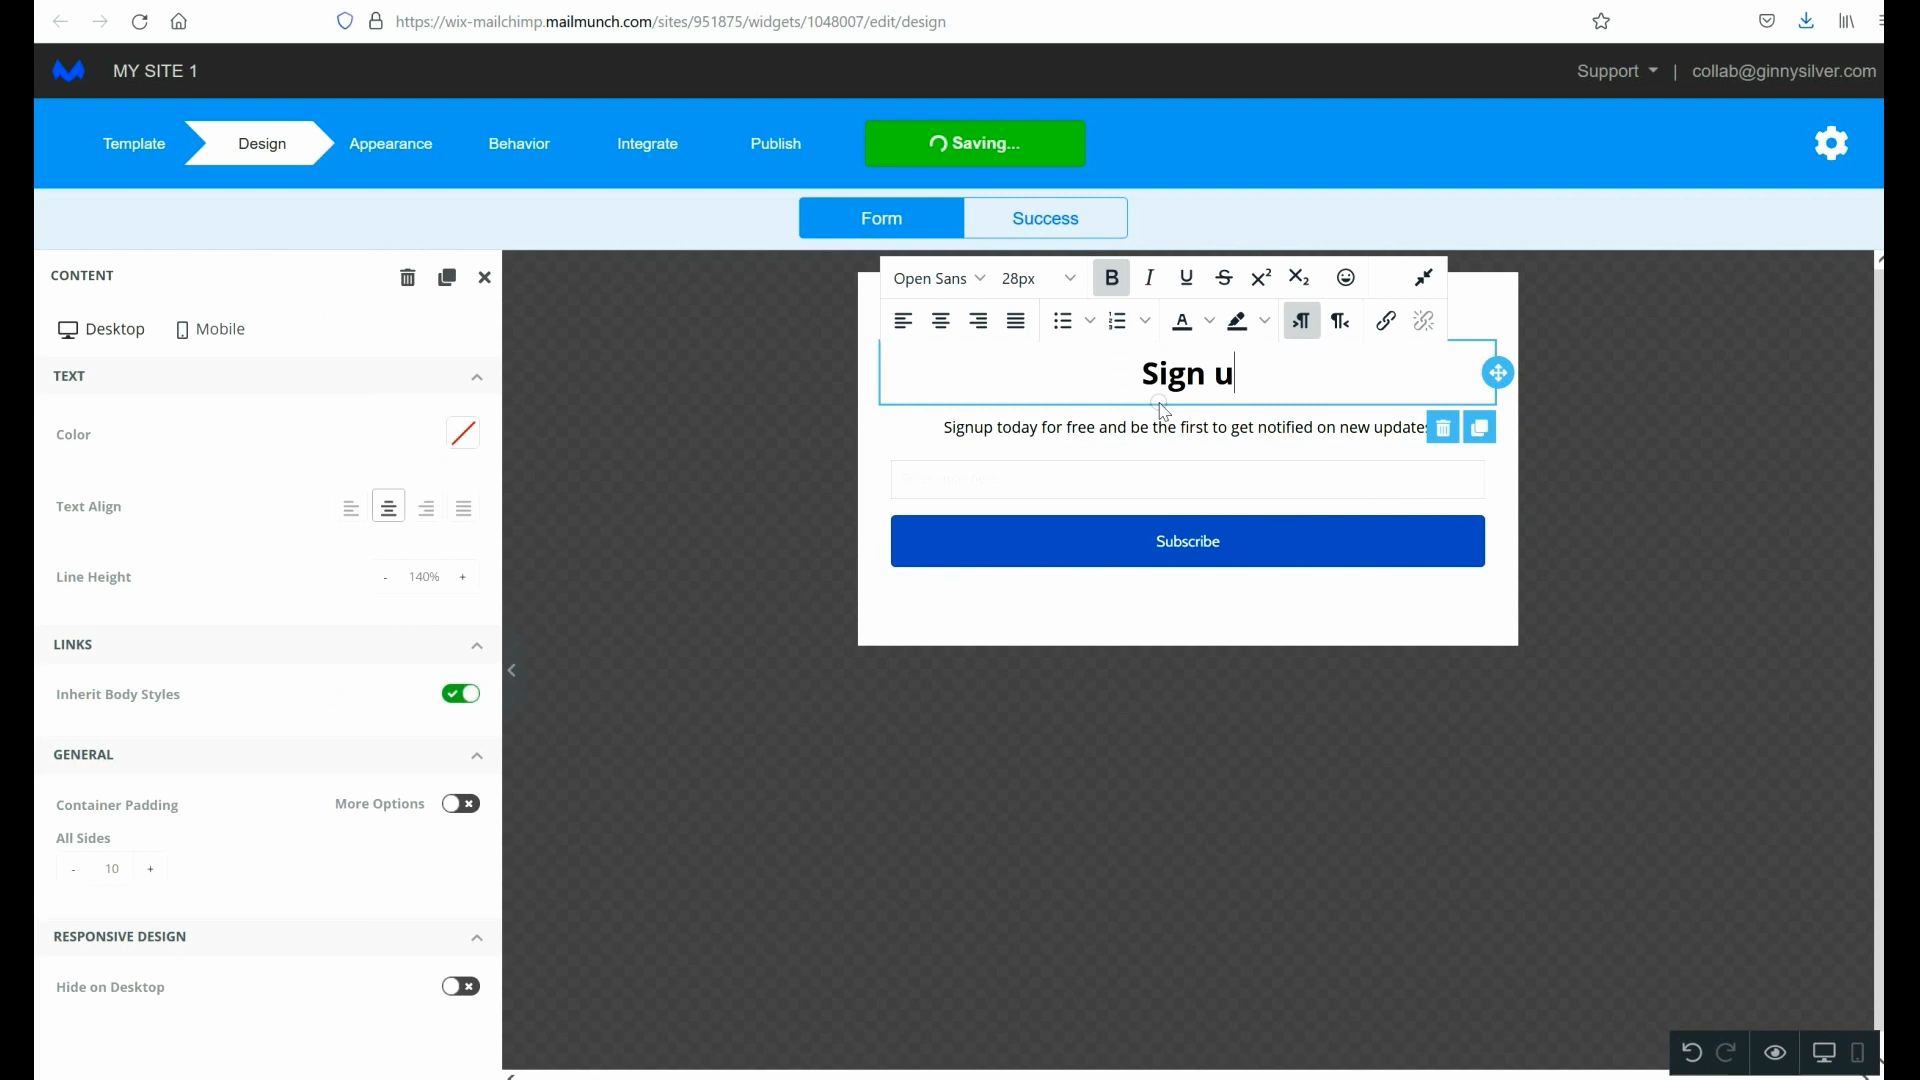 https://wix-mailchimp.mailmunch.com/sites/951875/widgets/1048007/edit/design
MY SITE 1
Support | collab@ginnysilver.com
Template
Design
Appearance
Behavior
Integrate
Publish
Saving...
Form
Success
CONTENT
Desktop
Mobile
TEXT
Color
Text Align
Line Height
- 140% +
LINKS
Inherit Body Styles
GENERAL
Container Padding
More Options
All Sides
- 10 +
RESPONSIVE DESIGN
Hide on Desktop
Open Sans
28px
Sign u
Signup today for free and be the first to get notified on new update
Subscribe